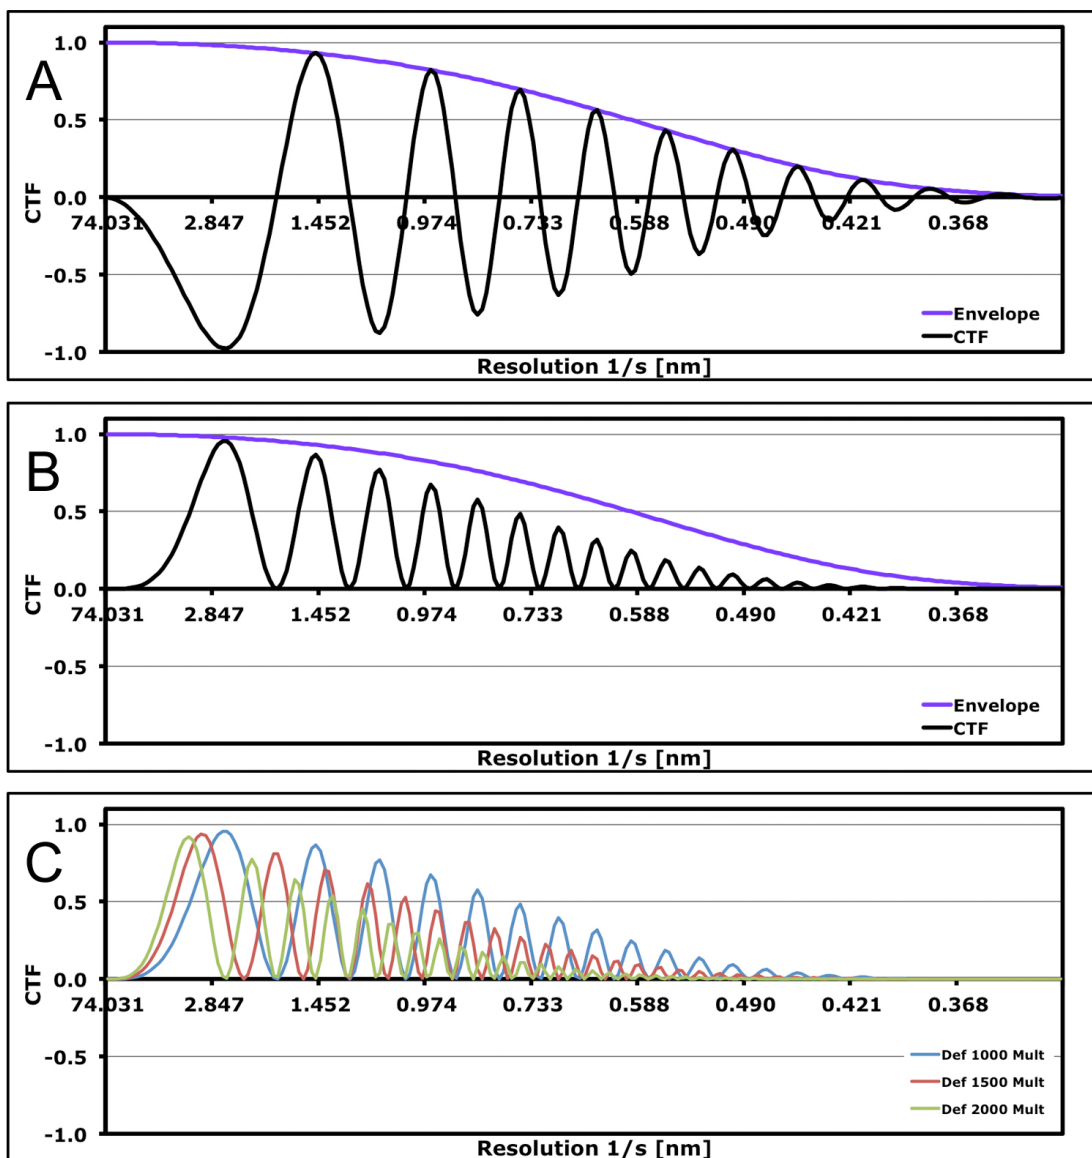 A
1.0
0.5
0.0
-0.5
-1.0
CTF
74.031 2.847 1.452 0.974 0.733 0.588 0.490 0.421 0.368
Envelope
CTF
Resolution 1/s [nm]
B
1.0
0.5
0.0
-0.5
-1.0
CTF
74.031 2.847 1.452 0.974 0.733 0.588 0.490 0.421 0.368
Envelope
CTF
Resolution 1/s [nm]
C
1.0
0.5
0.0
-0.5
-1.0
CTF
74.031 2.847 1.452 0.974 0.733 0.588 0.490 0.421 0.368
Def 1000 Mult
Def 1500 Mult
Def 2000 Mult
Resolution 1/s [nm]